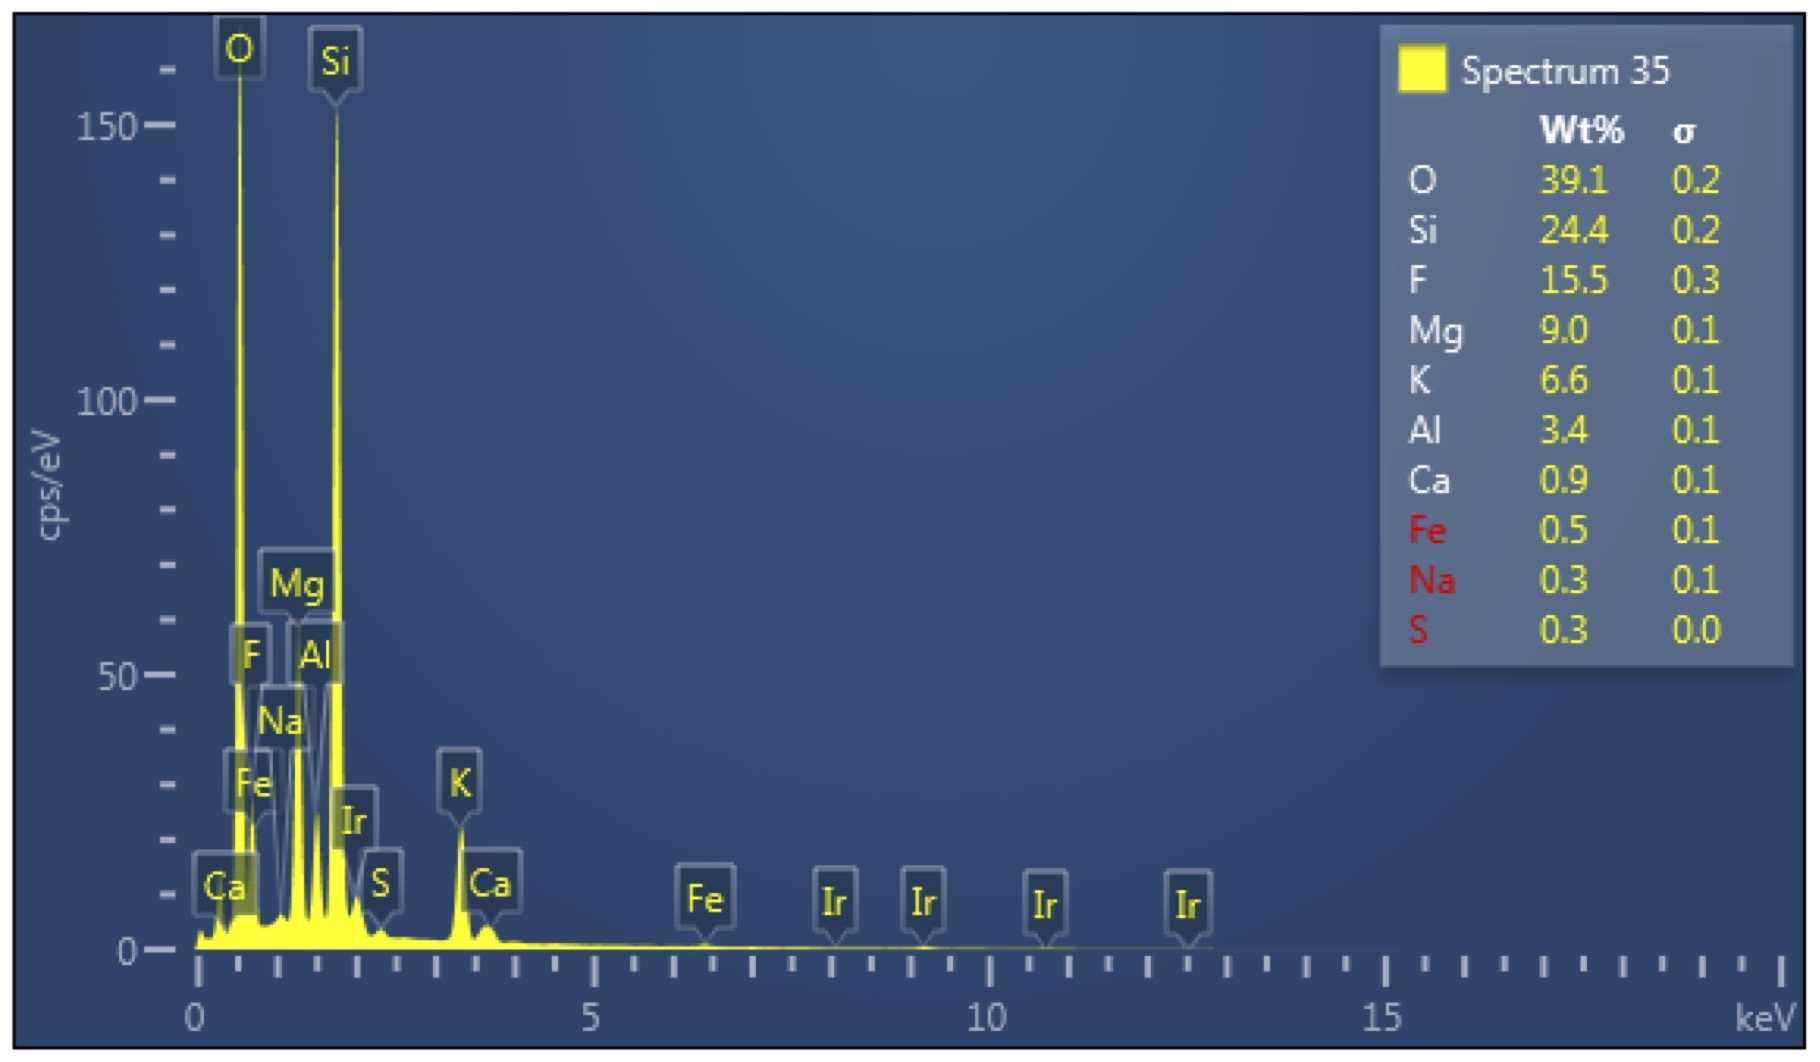 Spectrum 35
Wt% σ
O 39.1 0.2
Si 24.4 0.2
F 15.5 0.3
Mg 9.0 0.1
K 6.6 0.1
Al 3.4 0.1
Ca 0.9 0.1
Fe 0.5 0.1
Na 0.3 0.1
S 0.3 0.0
cps/eV
150
100
50
0
O
Si
Mg
F
Al
Na
Fe
K
Ir
Ca
S
Ca
Fe
Ir
Ir
Ir
Ir
0
5
10
15
keV